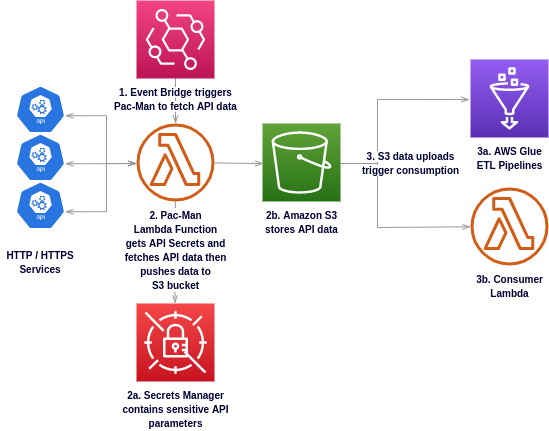 1. Event Bridge triggers
Pac-Man to fetch API data
api
api
api
HTTP / HTTPS
Services
2. Pac-Man
Lambda Function
gets API Secrets and
fetches API data then
pushes data to
S3 bucket
2a. Secrets Manager
contains sensitive API
parameters
2b. Amazon S3
stores API data
3. S3 data uploads
trigger consumption
3a. AWS Glue
ETL Pipelines
3b. Consumer
Lambda